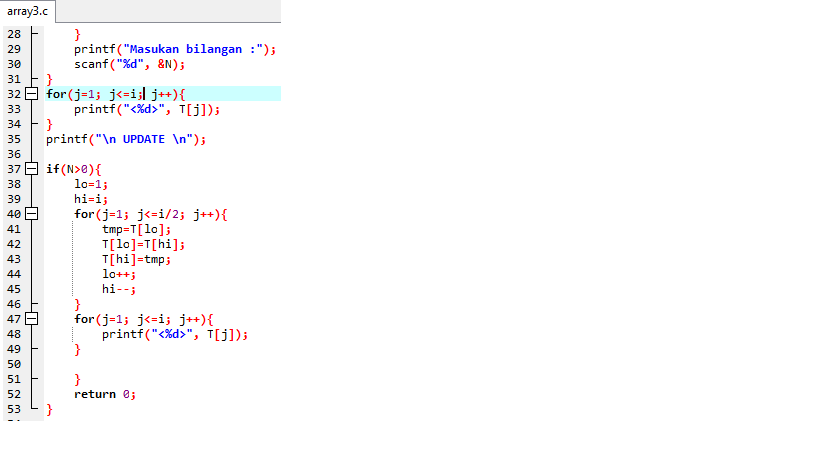 array3.c
28 }
29 printf("Masukan bilangan :");
30 scanf("%d", &N);
31 }
32 for(j=1; j<=i; j++){
33 printf("<%d>", T[j]);
34 }
35 printf("\n UPDATE \n");
36
37 if(N>0){
38 lo=1;
39 hi=i;
40 for(j=1; j<=i/2; j++){
41 tmp=T[lo];
42 T[lo]=T[hi];
43 T[hi]=tmp;
44 lo++;
45 hi--;
46 }
47 for(j=1; j<=i; j++){
48 printf("<%d>", T[j]);
49 }
50
51 }
52 return 0;
53 }